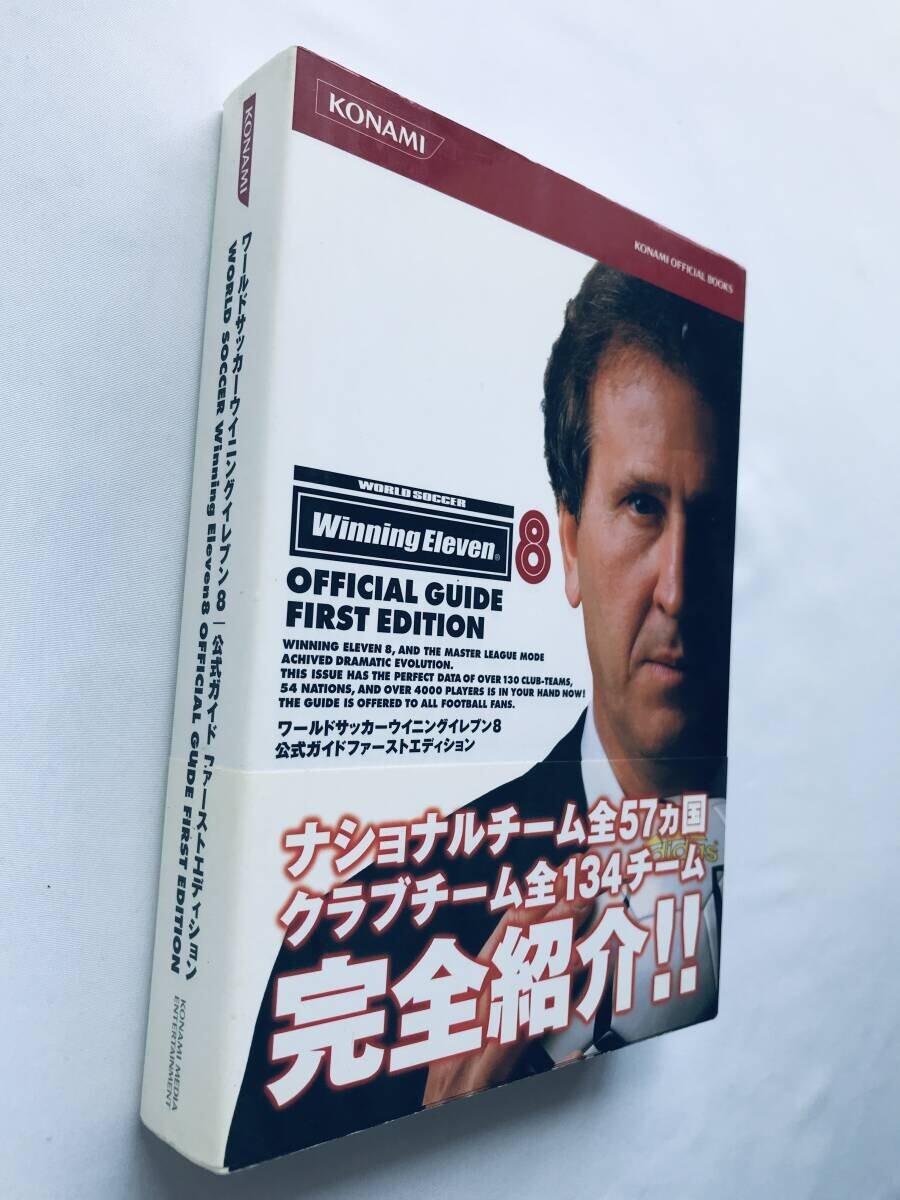 KONAMI
KONAMI OFFICIAL BOOKS
WORLD SOCCER
Winning Eleven® 8
OFFICIAL GUIDE
FIRST EDITION
WINNING ELEVEN 8, AND THE MASTER LEAGUE MODE
ACHIVED DRAMATIC EVOLUTION.
THIS ISSUE HAS THE PERFECT DATA OF OVER 130 CLUB-TEAMS,
54 NATIONS, AND OVER 4000 PLAYERS IS IN YOUR HAND NOW!
THE GUIDE IS OFFERED TO ALL FOOTBALL FANS.
ワールドサッカーウイニングイレブン8
公式ガイドファーストエディション
ナショナルチーム全57ヵ国
クラブチーム全134チーム
完全紹介!!
KONAMI
ワールドサッカーウイニングイレブン8|公式ガイド ファーストエディション
WORLD SOCCER Winning Eleven8 OFFICIAL GUIDE FIRST EDITION
KONAMI MEDIA
ENTERTAINMENT